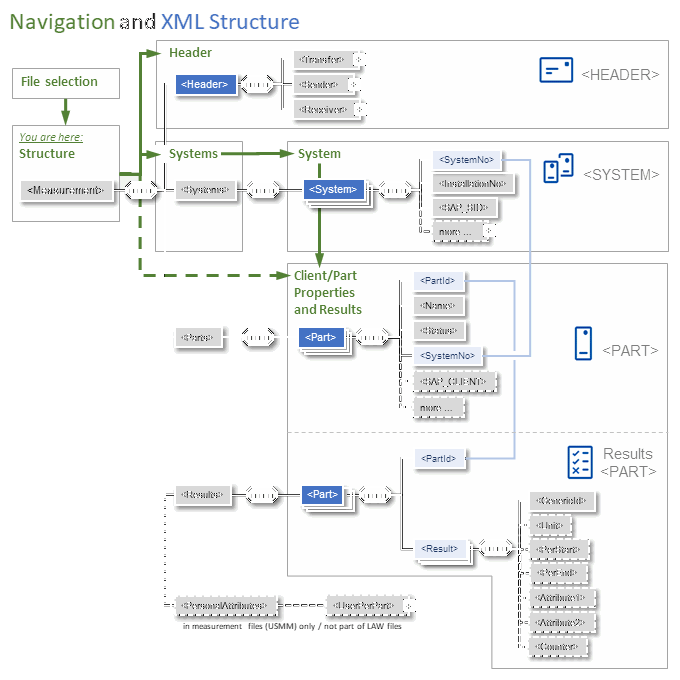 Navigation and XML Structure
File selection
You are here:
Structure
<Measurement>
Header
<Header>
<Transfer>
<Sender>
<Receiver>
<HEADER>
Systems
<Systems>
System
<System>
<SystemNo>
<InstallationNo>
<SAP_SID>
more ...
<SYSTEM>
Client/Part
Properties
and Results
<Parts>
<Part>
<PartId>
<Name>
<Status>
<SystemNo>
<SAP_CLIENT>
more ...
<PART>
Results
<PART>
<Results>
<Part>
<PartId>
<Result>
<GenericId>
<Unit>
<PerStart>
<PerEnd>
<Attribute1>
<Attribute2>
<Counter>
<PersonalAttributes>
<UserPerPart>
in measurement files (USMM) only / not part of LAW files